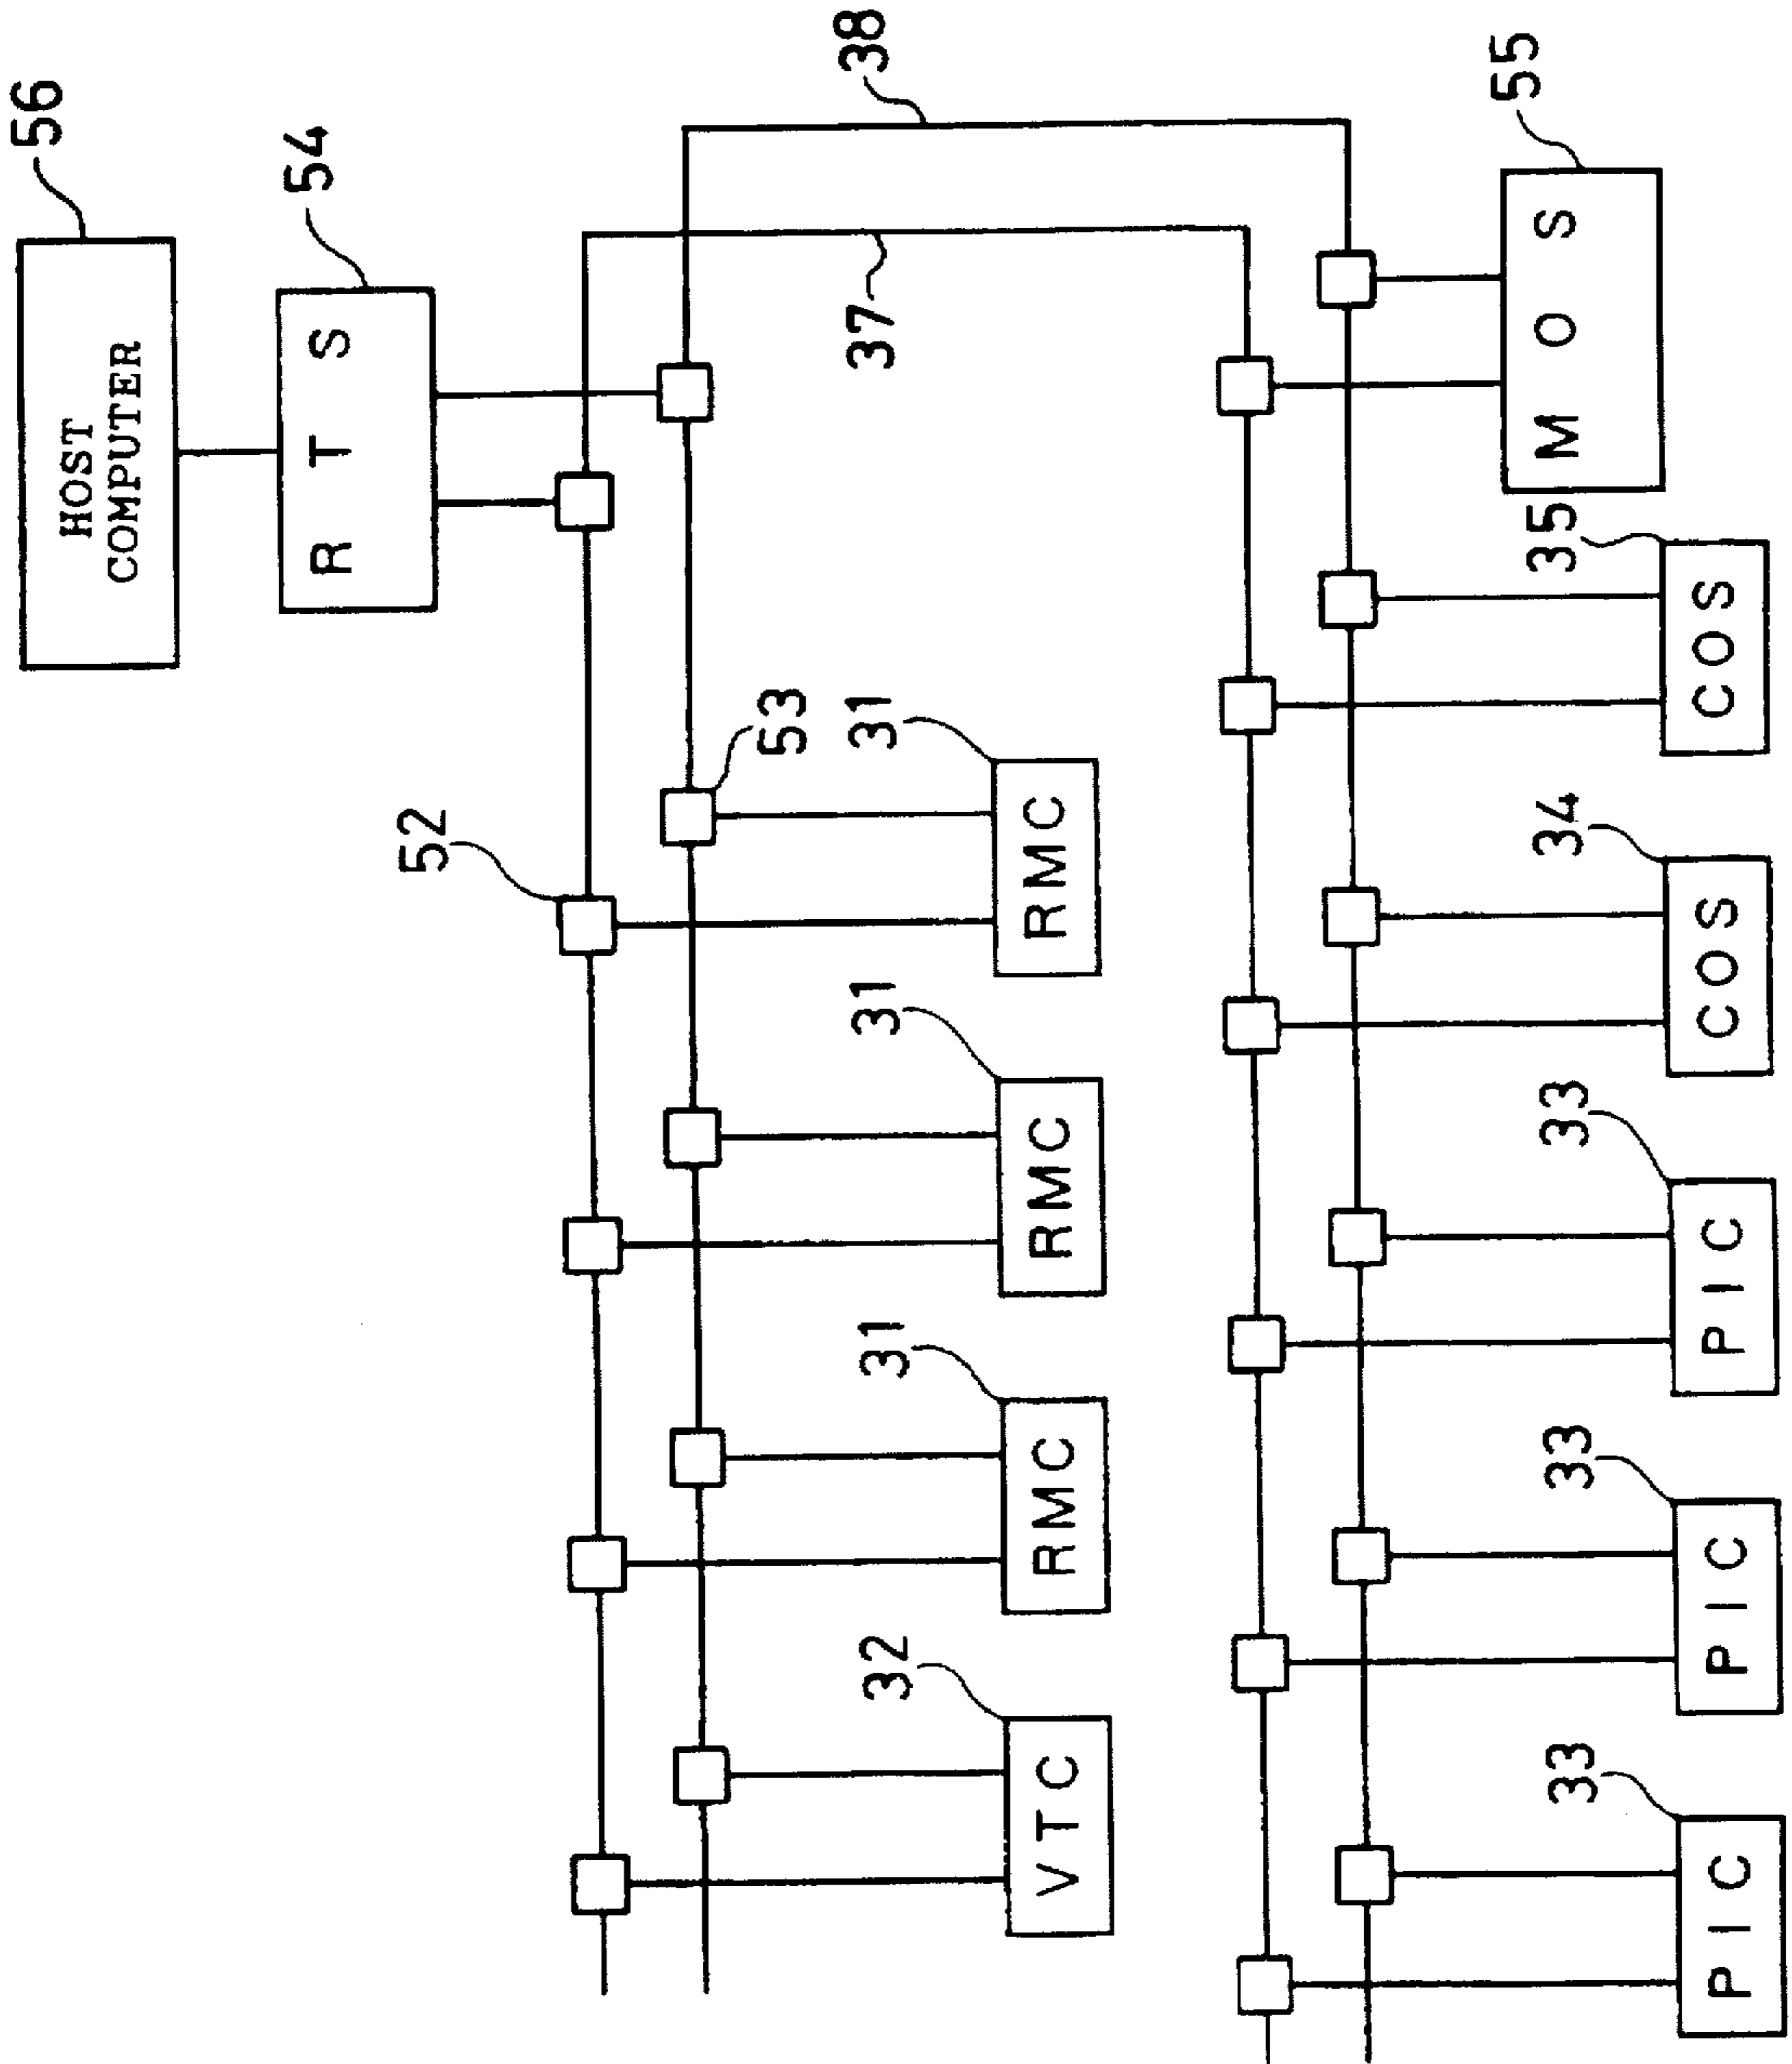 56
HOST
COMPUTER
54
R T S
38
37
52
53
31
RMC
31
RMC
31
RMC
32
VTC
55
M O S
35
COS
34
COS
33
PIC
33
PIC
33
PIC